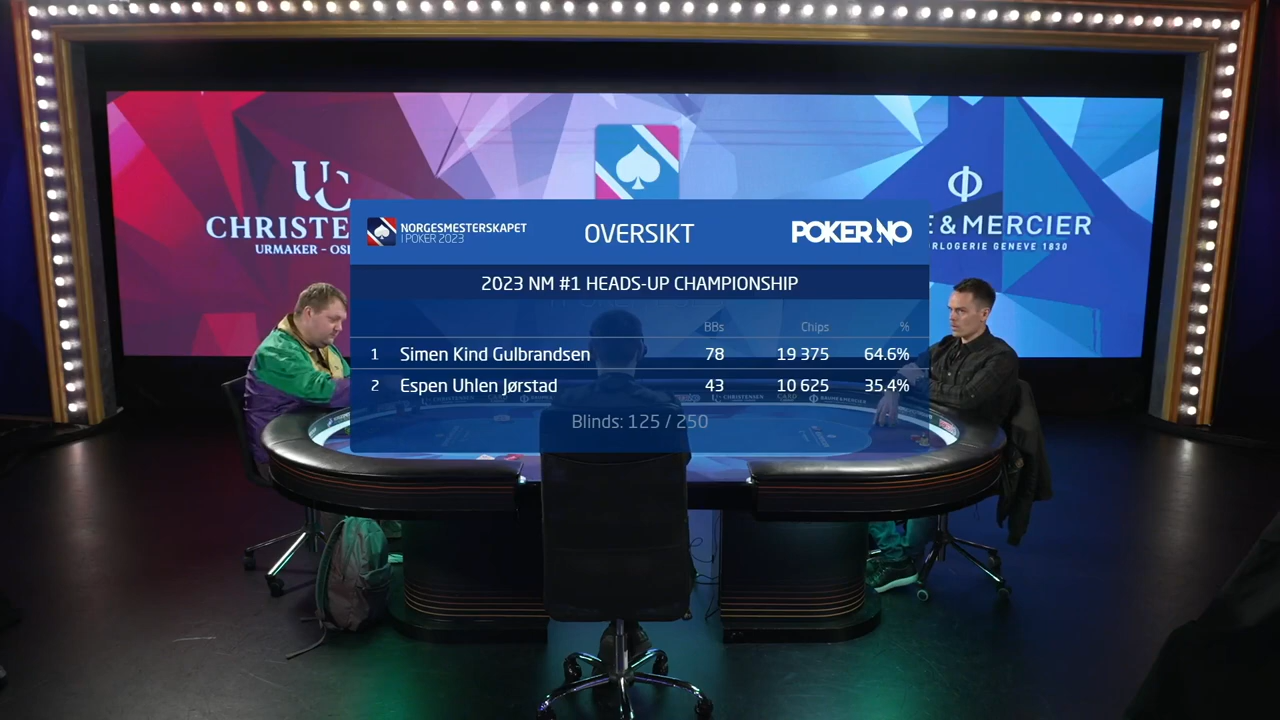 UC
CHRISTE
URMAKER – OS
E & MERCIER
RLOGERIE GENEVE 1830
NORGESMESTERSKAPET
I POKER 2023
OVERSIKT
POKER.NO
2023 NM #1 HEADS-UP CHAMPIONSHIP
BBs Chips %
1 Simen Kind Gulbrandsen 78 19 375 64.6%
2 Espen Uhlen Jørstad 43 10 625 35.4%
Blinds: 125 / 250